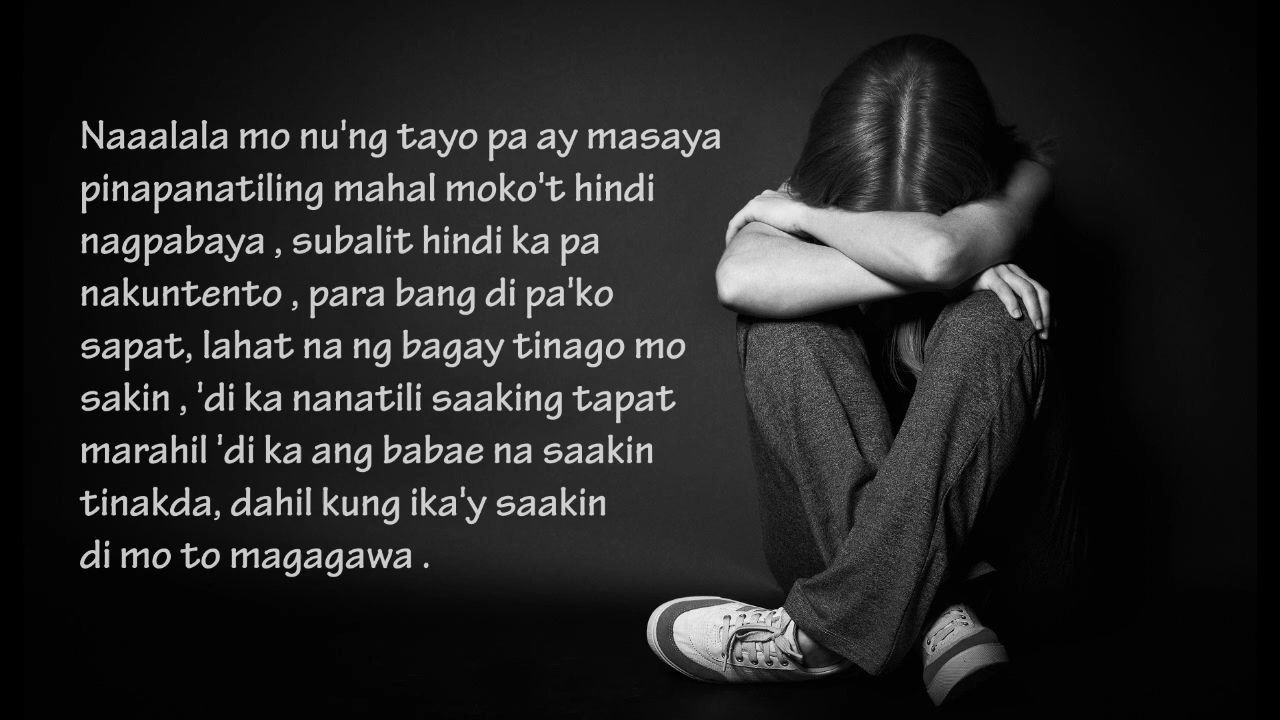 Naaalala mo nu'ng tayo pa ay masaya
pinapanatiling mahal moko't hindi
nagpabaya , subalit hindi ka pa
nakuntento , para bang di pa'ko
sapat, lahat na ng bagay tinago mo
sakin , 'di ka nanatili saaking tapat
marahil 'di ka ang babae na saakin
tinakda, dahil kung ika'y saakin
di mo to magagawa .